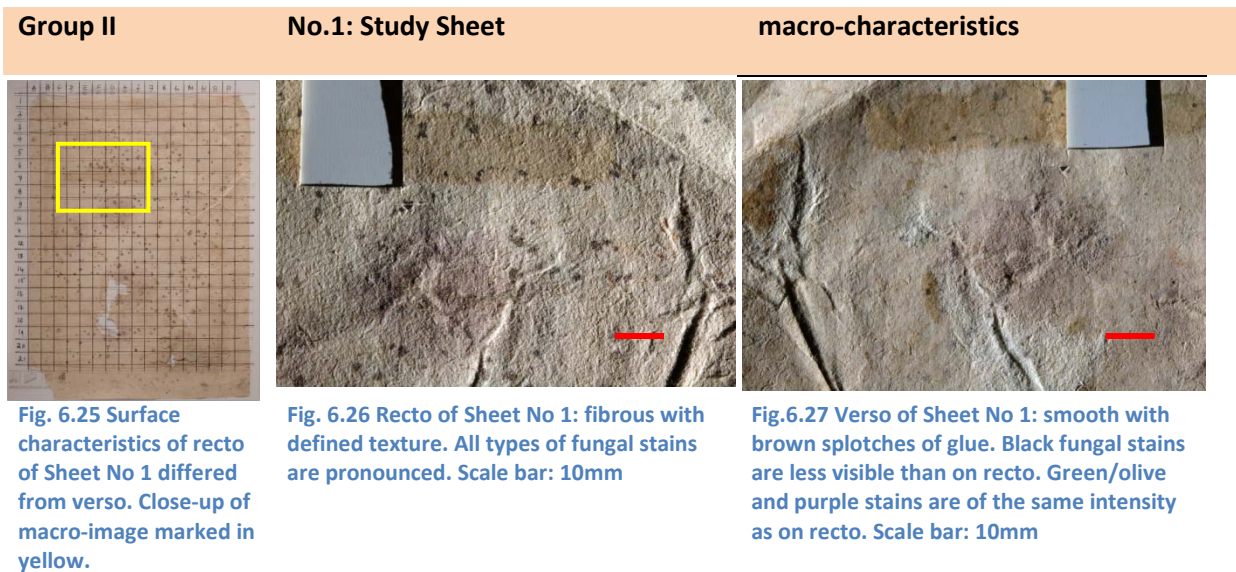 Group II
No.1: Study Sheet
macro-characteristics
Fig. 6.25 Surface
characteristics of recto
of Sheet No 1 differed
from verso. Close-up of
macro-image marked in
yellow.
Fig. 6.26 Recto of Sheet No 1: fibrous with
defined texture. All types of fungal stains
are pronounced. Scale bar: 10mm
Fig.6.27 Verso of Sheet No 1: smooth with
brown splotches of glue. Black fungal stains
are less visible than on recto. Green/olive
and purple stains are of the same intensity
as on recto. Scale bar: 10mm